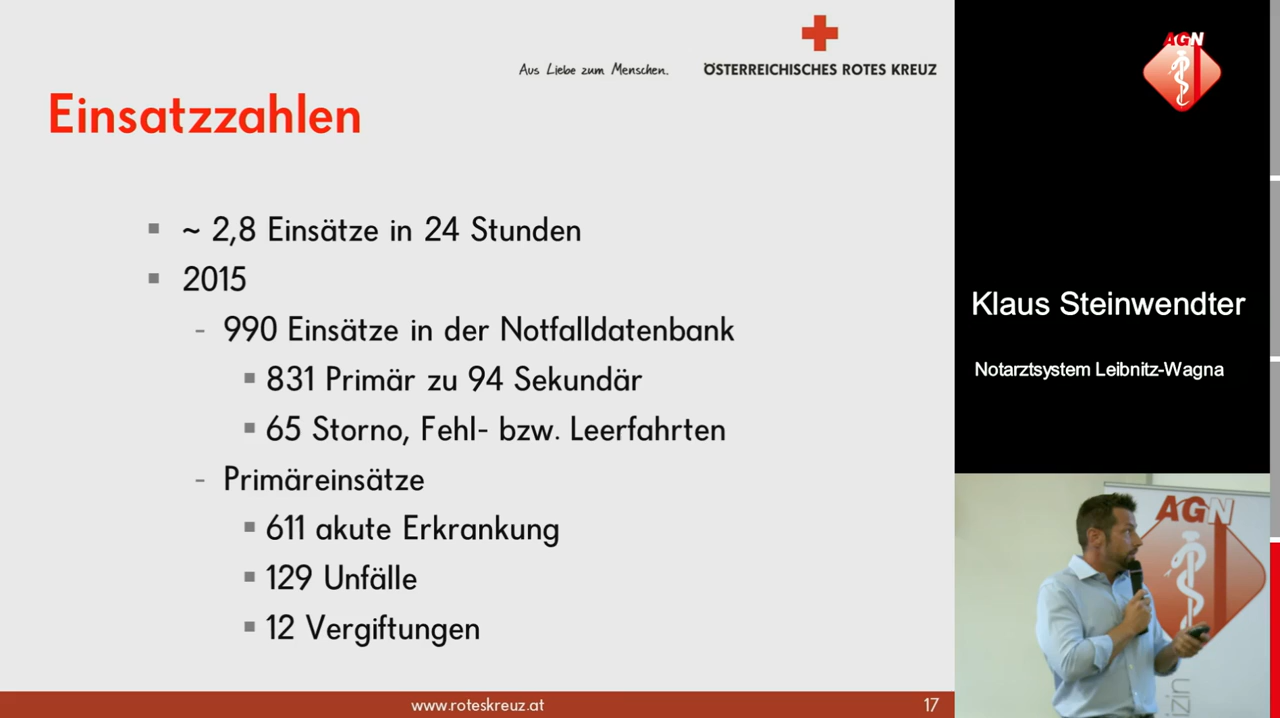 Aus Liebe zum Menschen.
ÖSTERREICHISCHES ROTES KREUZ
Einsatzzahlen
~ 2,8 Einsätze in 24 Stunden
2015
- 990 Einsätze in der Notfalldatenbank
831 Primär zu 94 Sekundär
65 Storno, Fehl- bzw. Leerfahrten
- Primäreinsätze
611 akute Erkrankung
129 Unfälle
12 Vergiftungen
www.roteskreuz.at
17
AGN
Klaus Steinwendter
Notarztsystem Leibnitz-Wagna
AGN
izin